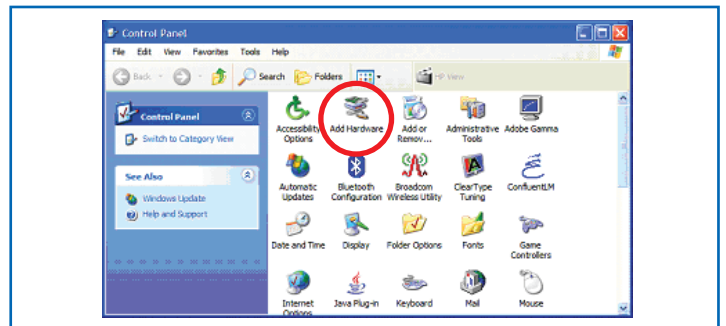 Control Panel
File Edit View Favorites Tools Help
Back Search Folders HP View
Control Panel
Switch to Category View
See Also
Windows Update
Help and Support
Accessibility Options
Add Hardware
Add or Remov...
Administrative Tools
Adobe Gamma
Automatic Updates
Bluetooth Configuration
Broadcom Wireless Utility
ClearType Tuning
ConfluentLM
Date and Time
Display
Folder Options
Fonts
Game Controllers
Internet Options
Java Plug-in
Keyboard
Mail
Mouse